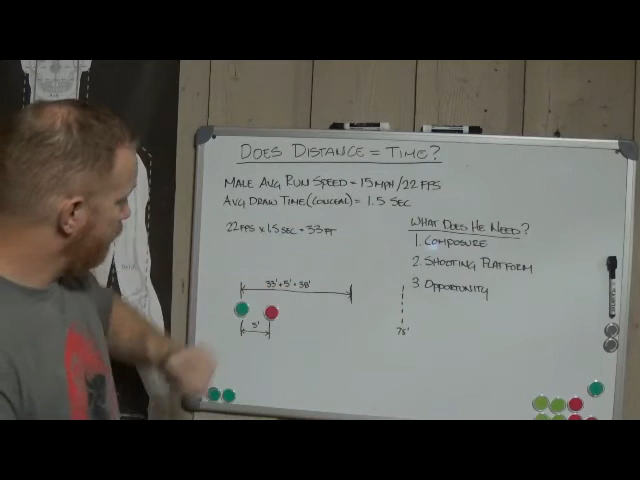 DOES DISTANCE = TIME?
MALE AVG RUN SPEED = 15 MPH / 22 FPS
AVG DRAW TIME (CONCEAL) = 1.5 SEC
22 FPS x 1.5 SEC = 33 FT
WHAT DOES HE NEED?
1. COMPOSURE
2. SHOOTING PLATFORM
3 OPPORTUNITY
33' + 5' = 38'
5'
75'